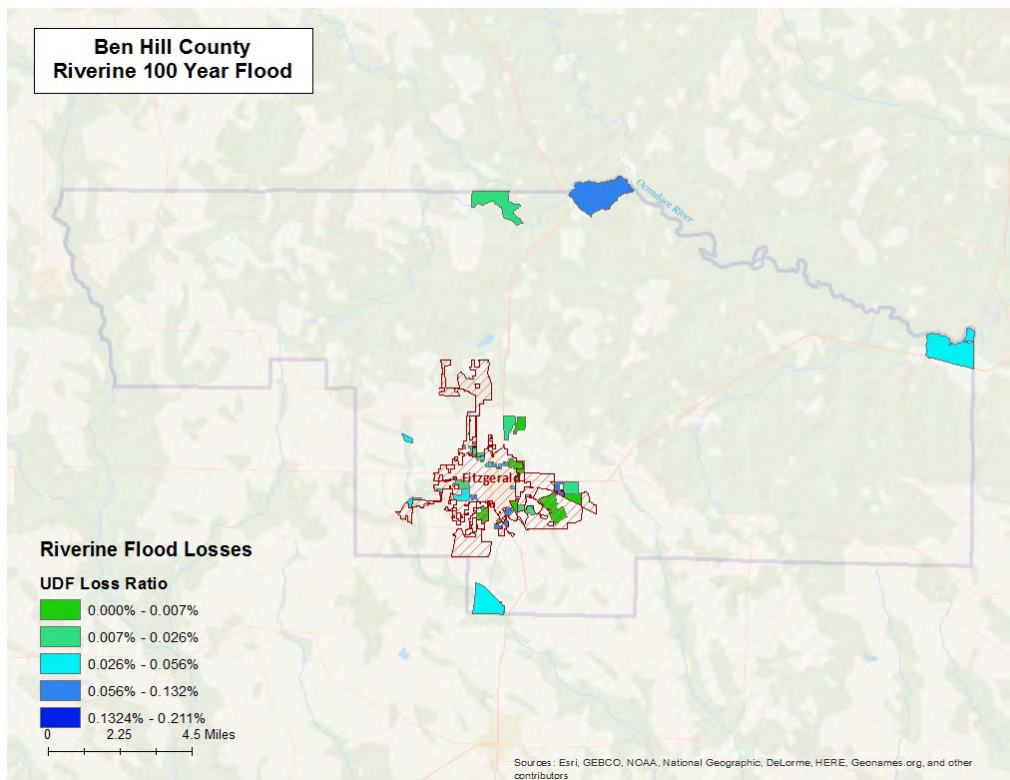 Ben Hill County
Riverine 100 Year Flood
Ocmulgee River
Fitzgerald
Riverine Flood Losses
UDF Loss Ratio
0.000% - 0.007%
0.007% - 0.026%
0.026% - 0.056%
0.056% - 0.132%
0.1324% - 0.211%
0 2.25 4.5 Miles
Sources: Esri, GEBCO, NOAA, National Geographic, DeLorme, HERE, Geonames.org, and other
contributors